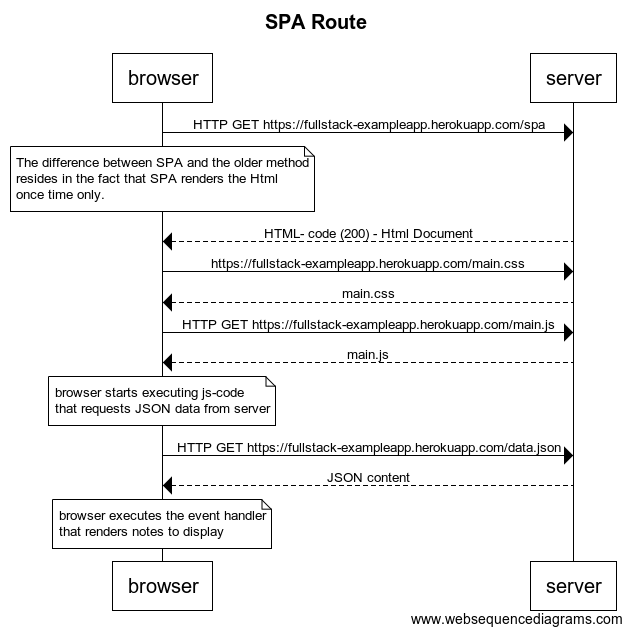 SPA Route
browser
server
HTTP GET https://fullstack-exampleapp.herokuapp.com/spa
The difference between SPA and the older method
resides in the fact that SPA renders the Html
once time only.
HTML- code (200) - Html Document
https://fullstack-exampleapp.herokuapp.com/main.css
main.css
HTTP GET https://fullstack-exampleapp.herokuapp.com/main.js
main.js
browser starts executing js-code
that requests JSON data from server
HTTP GET https://fullstack-exampleapp.herokuapp.com/data.json
JSON content
browser executes the event handler
that renders notes to display
browser
server
www.websequencediagrams.com